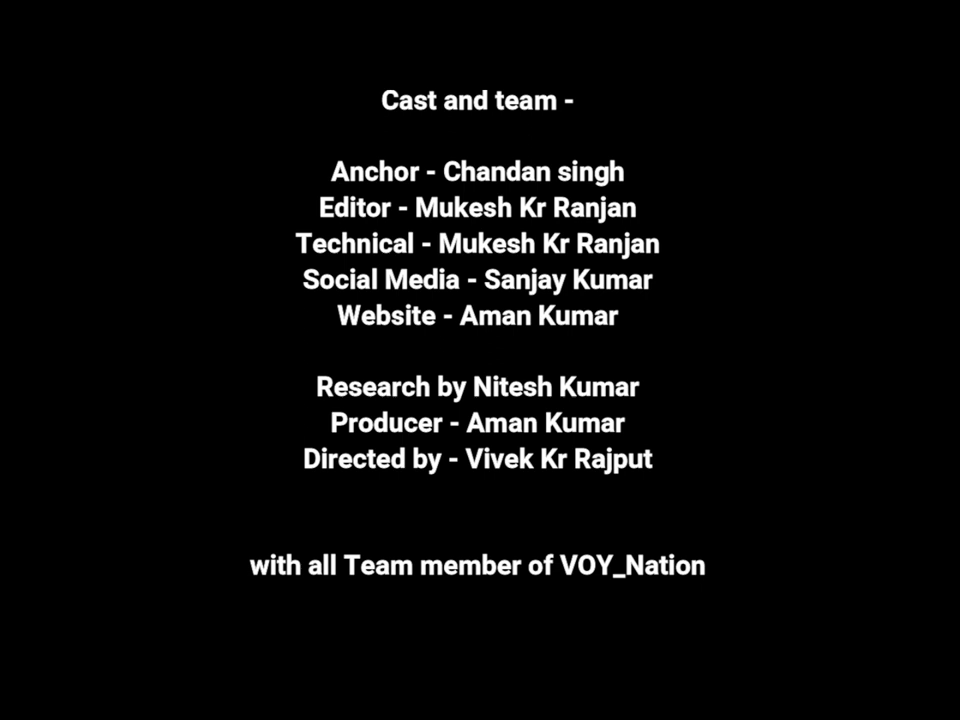 Cast and team -
Anchor - Chandan singh
Editor - Mukesh Kr Ranjan
Technical - Mukesh Kr Ranjan
Social Media - Sanjay Kumar
Website - Aman Kumar
Research by Nitesh Kumar
Producer - Aman Kumar
Directed by - Vivek Kr Rajput
with all Team member of VOY_Nation